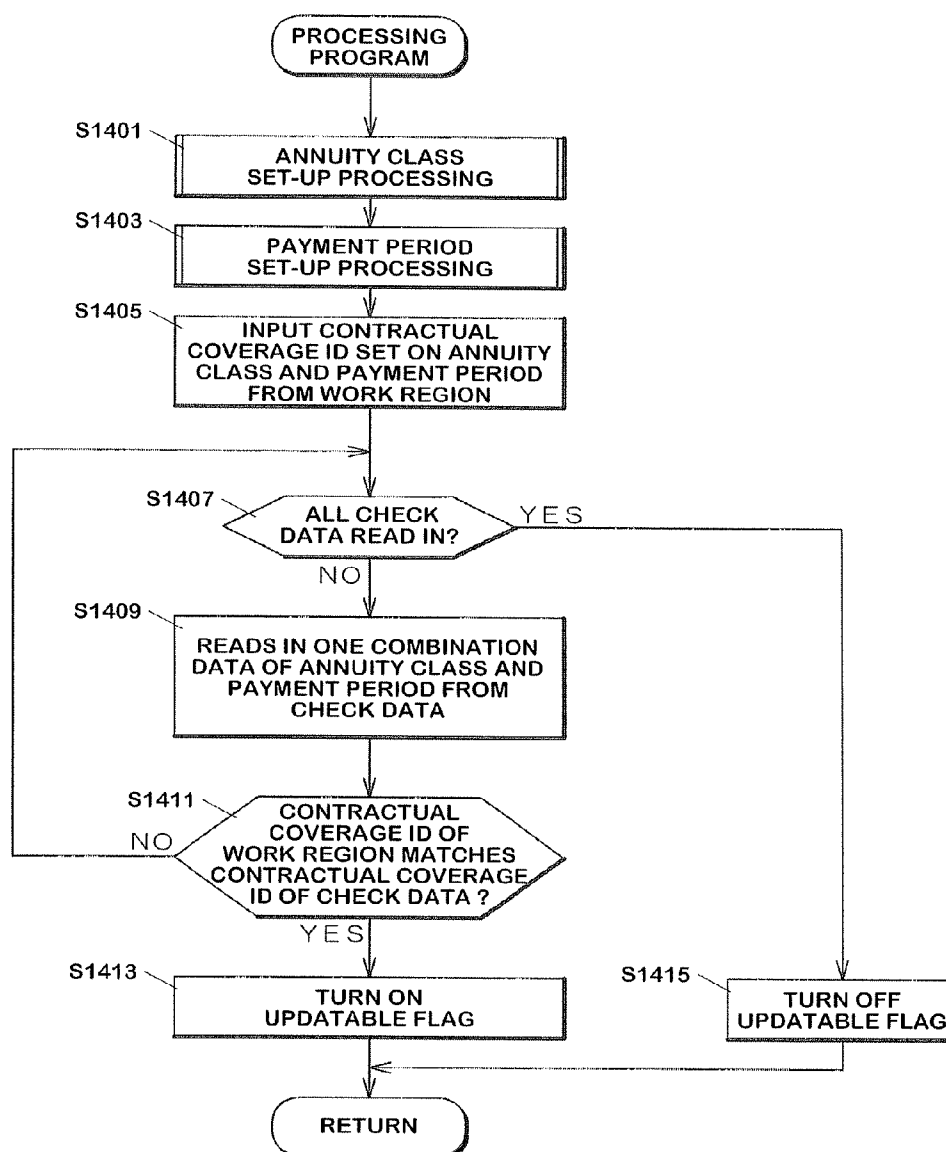 PROCESSING
PROGRAM
S1401
ANNUITY CLASS
SET-UP PROCESSING
S1403
PAYMENT PERIOD
SET-UP PROCESSING
S1405
INPUT CONTRACTUAL
COVERAGE ID SET ON ANNUITY
CLASS AND PAYMENT PERIOD
FROM WORK REGION
S1407
ALL CHECK
DATA READ IN?
YES
NO
S1409
READS IN ONE COMBINATION
DATA OF ANNUITY CLASS AND
PAYMENT PERIOD FROM
CHECK DATA
S1411
CONTRACTUAL
COVERAGE ID OF
WORK REGION MATCHES
CONTRACTUAL COVERAGE
ID OF CHECK DATA ?
NO
YES
S1413
TURN ON
UPDATABLE FLAG
S1415
TURN OFF
UPDATABLE FLAG
RETURN